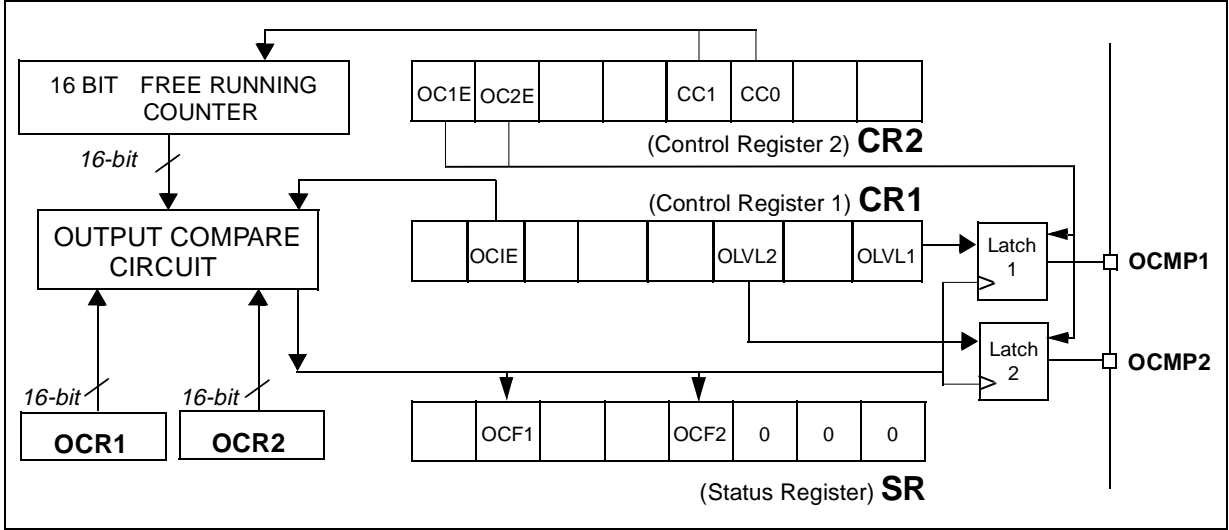 16 BIT FREE RUNNING
COUNTER
OC1E OC2E CC1 CC0
(Control Register 2) CR2
16-bit
(Control Register 1) CR1
OUTPUT COMPARE
CIRCUIT
OCIE OLVL2 OLVL1
Latch
1
OCMP1
Latch
2
OCMP2
16-bit
16-bit
OCR1
OCR2
OCF1 OCF2 0 0 0
(Status Register) SR